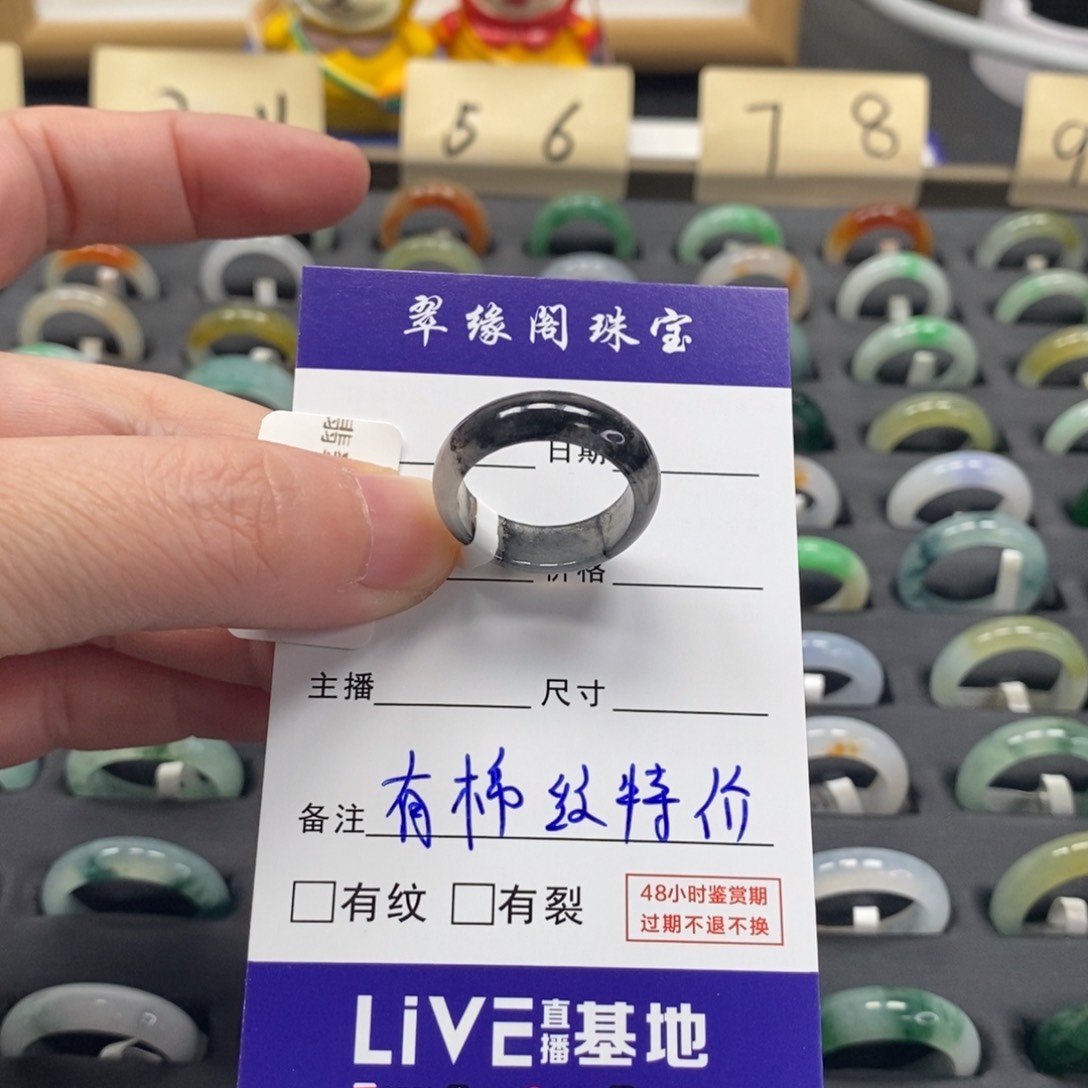 5 6
7 8
9
翠缘阁珠宝
日期
价格
主播 尺寸
备注 有棉纹特价
有纹 有裂
48小时鉴赏期
过期不退不换
LiVE直播基地